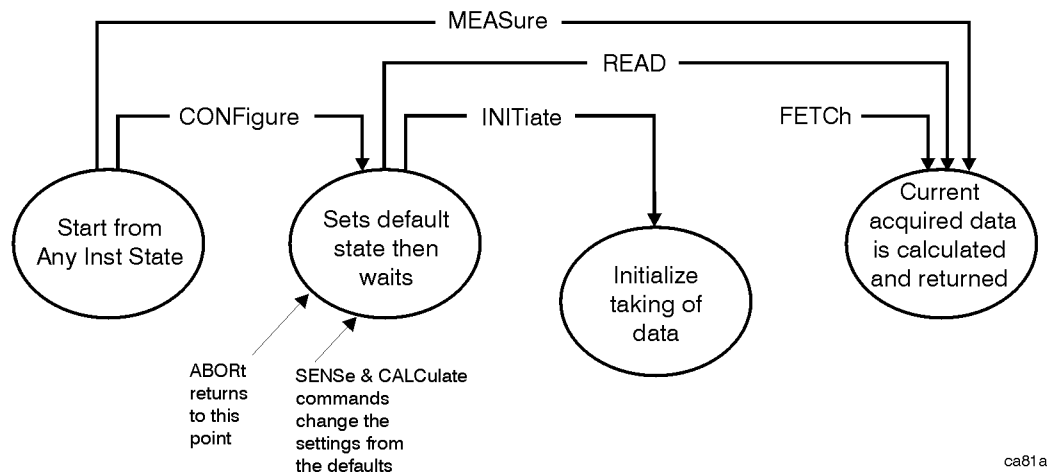 MEASure
READ
CONFigure
INITiate
FETCh
Start from
Any Inst State
Sets default
state then
waits
Initialize
taking of
data
Current
acquired data
is calculated
and returned
ABORt
returns
to this
point
SENSe & CALCulate
commands
change the
settings from
the defaults
ca81a